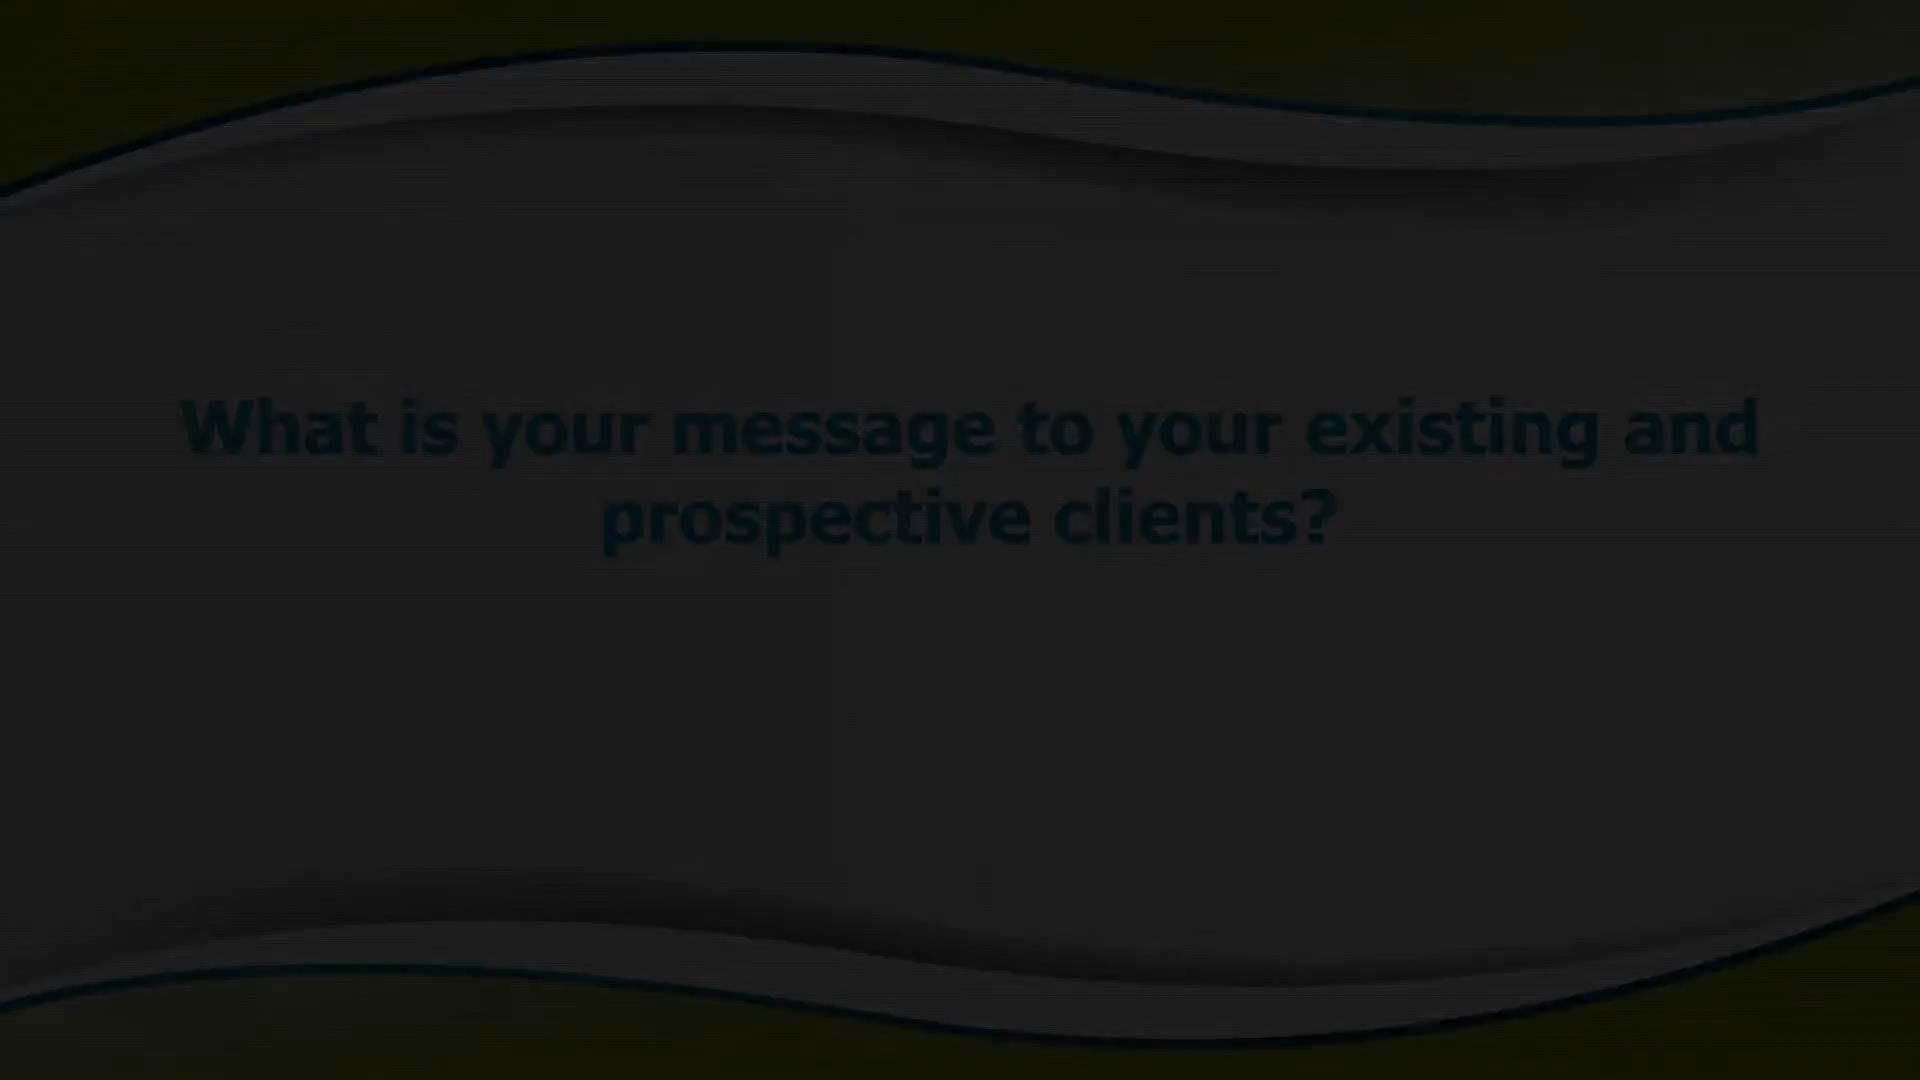 What is your message to your existing and
prospective clients?